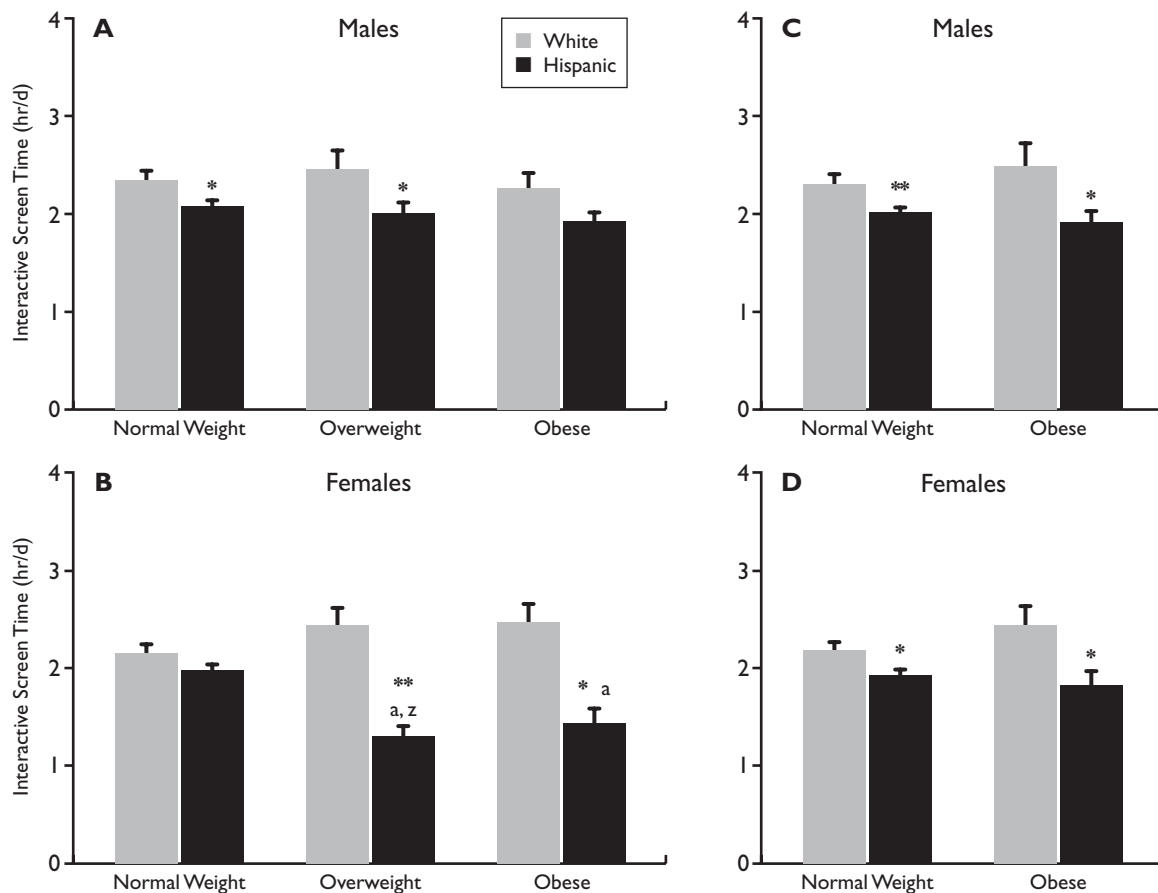 A
Males
White
Hispanic
Interactive Screen Time (hr/d)
4
3
2
1
0
*
*
Normal Weight
Overweight
Obese
C
Males
4
3
2
1
0
**
*
Normal Weight
Obese
B
Females
Interactive Screen Time (hr/d)
4
3
2
1
0
**
a, z
* a
Normal Weight
Overweight
Obese
D
Females
4
3
2
1
0
*
*
Normal Weight
Obese